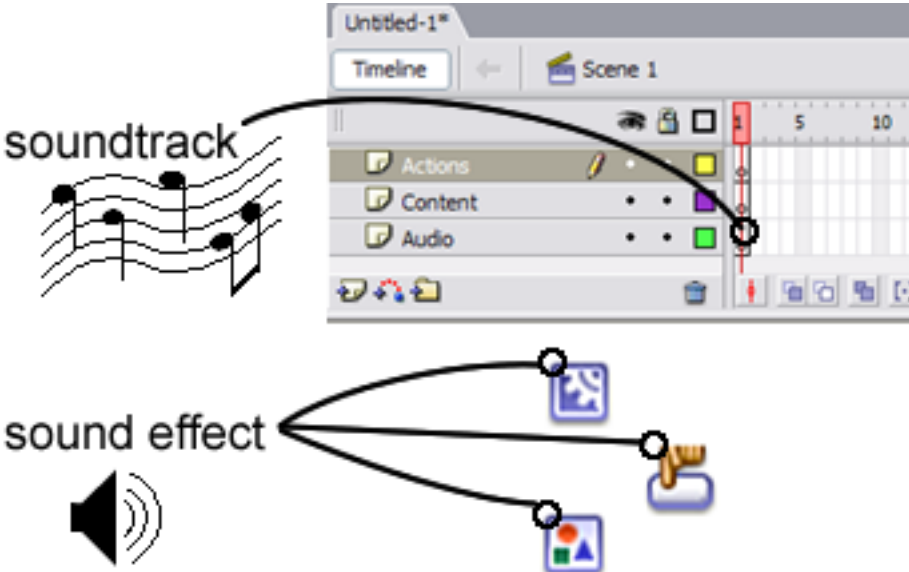 Untitled-1*
Timeline
Scene 1
soundtrack
1 5 10
Actions
Content
Audio
sound effect